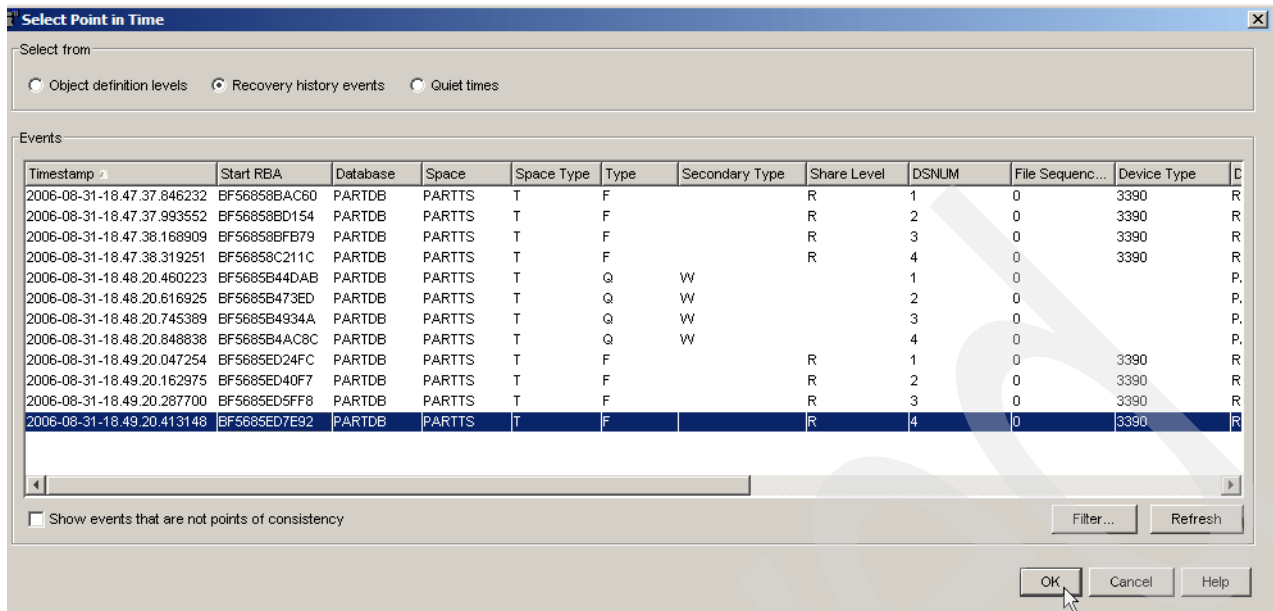 Select Point in Time
Select from
Object definition levels Recovery history events Quiet times
Events
Timestamp Start RBA Database Space Space Type Type Secondary Type Share Level DSNUM File Sequenc... Device Type D
2006-08-31-18.47.37.846232 BF56858BAC60 PARTDB PARTTS T F R 1 0 3390 R
2006-08-31-18.47.37.993552 BF56858BD154 PARTDB PARTTS T F R 2 0 3390 R
2006-08-31-18.47.38.168909 BF56858BFB79 PARTDB PARTTS T F R 3 0 3390 R
2006-08-31-18.47.38.319251 BF56858C211C PARTDB PARTTS T F R 4 0 3390 R
2006-08-31-18.48.20.460223 BF5685B44DAB PARTDB PARTTS T Q W 1 0 P.
2006-08-31-18.48.20.616925 BF5685B473ED PARTDB PARTTS T Q W 2 0 P.
2006-08-31-18.48.20.745389 BF5685B4934A PARTDB PARTTS T Q W 3 0 P.
2006-08-31-18.48.20.848838 BF5685B4AC8C PARTDB PARTTS T Q W 4 0 P.
2006-08-31-18.49.20.047254 BF5685ED24FC PARTDB PARTTS T F R 1 0 3390 R
2006-08-31-18.49.20.162975 BF5685ED40F7 PARTDB PARTTS T F R 2 0 3390 R
2006-08-31-18.49.20.287700 BF5685ED5FF8 PARTDB PARTTS T F R 3 0 3390 R
2006-08-31-18.49.20.413148 BF5685ED7E92 PARTDB PARTTS T F R 4 0 3390 R
Show events that are not points of consistency Filter... Refresh
OK Cancel Help